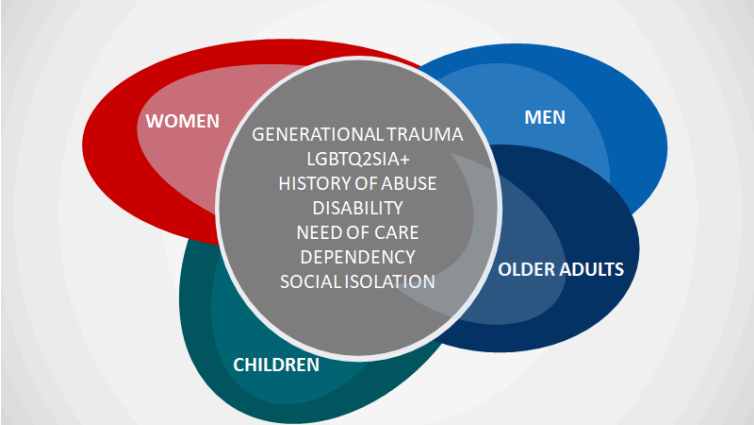 WOMEN
MEN
GENERATIONAL TRAUMA
LGBTQ2SIA+
HISTORY OF ABUSE
DISABILITY
NEED OF CARE
DEPENDENCY
SOCIAL ISOLATION
OLDER ADULTS
CHILDREN